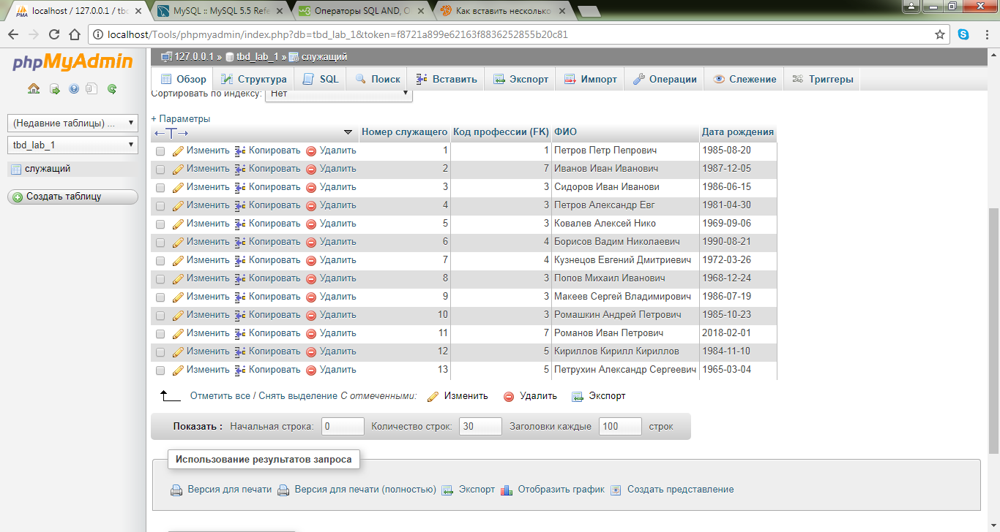 localhost / 127.0.0.1 / tbd MySQL :: MySQL 5.5 Refe Операторы SQL AND, O Как вставить несколько
localhost/Tools/phpmyadmin/index.php?db=tbd_lab_1&token=f8721a899e62163f8836252855b20c81
phpMyAdmin
(Недавние таблицы) ...
tbd_lab_1
служащий
Создать таблицу
127.0.0.1 » tbd_lab_1 » служащий
Обзор Структура SQL Поиск Вставить Экспорт Импорт Операции Слежение Триггеры
Сортировать по индексу: Нет
+ Параметры
←T→ Номер служащего Код профессии (FK) ФИО Дата рождения
Изменить Копировать Удалить 1 1 Петров Петр Пепрович 1985-08-20
Изменить Копировать Удалить 2 7 Иванов Иван Иванович 1987-12-05
Изменить Копировать Удалить 3 3 Сидоров Иван Иванови 1986-06-15
Изменить Копировать Удалить 4 3 Петров Александр Евг 1981-04-30
Изменить Копировать Удалить 5 3 Ковалев Алексей Нико 1969-09-06
Изменить Копировать Удалить 6 4 Борисов Вадим Николаевич 1990-08-21
Изменить Копировать Удалить 7 4 Кузнецов Евгений Дмитриевич 1972-03-26
Изменить Копировать Удалить 8 3 Попов Михаил Иванович 1968-12-24
Изменить Копировать Удалить 9 3 Макеев Сергей Владимирович 1986-07-19
Изменить Копировать Удалить 10 3 Ромашкин Андрей Петрович 1985-10-23
Изменить Копировать Удалить 11 7 Романов Иван Петрович 2018-02-01
Изменить Копировать Удалить 12 5 Кириллов Кирилл Кириллов 1984-11-10
Изменить Копировать Удалить 13 5 Петрухин Александр Сергеевич 1965-03-04
Отметить все / Снять выделение С отмеченными: Изменить Удалить Экспорт
Показать : Начальная строка: 0 Количество строк: 30 Заголовки каждые 100 строк
Использование результатов запроса
Версия для печати Версия для печати (полностью) Экспорт Отобразить график Создать представление